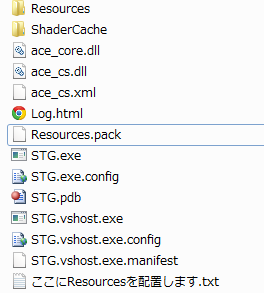 Resources
ShaderCache
ace_core.dll
ace_cs.dll
ace_cs.xml
Log.html
Resources.pack
STG.exe
STG.exe.config
STG.pdb
STG.vshost.exe
STG.vshost.exe.config
STG.vshost.exe.manifest
ここにResourcesを配置します.txt